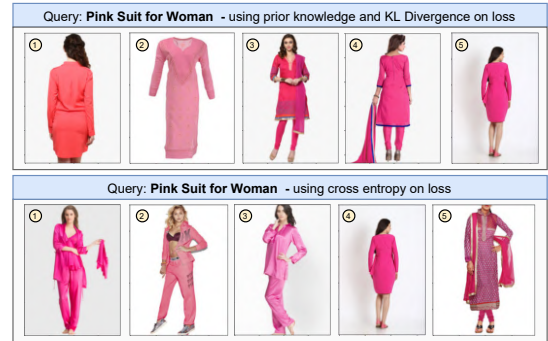 Query: Pink Suit for Woman - using prior knowledge and KL Divergence on loss
1 2 3 4 5
Query: Pink Suit for Woman - using cross entropy on loss
1 2 3 4 5